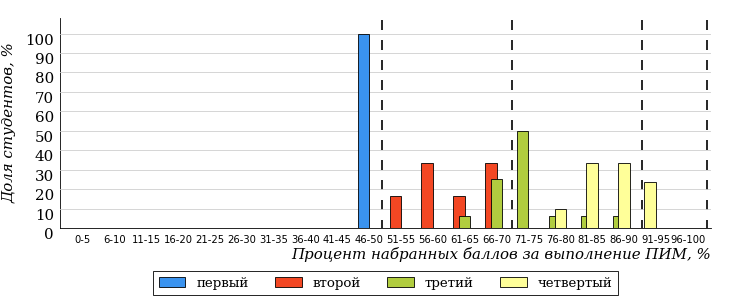 Доля студентов, %
100
90
80
70
60
50
40
30
20
10
0
0-5 6-10 11-15 16-20 21-25 26-30 31-35 36-40 41-45 46-50 51-55 56-60 61-65 66-70 71-75 76-80 81-85 86-90 91-95 96-100
Процент набранных баллов за выполнение ПИМ, %
первый второй третий четвертый